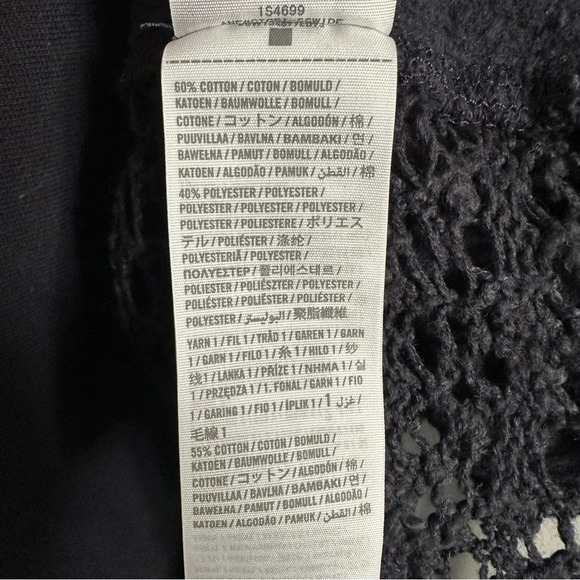 1S4699
60% COTTON / COTON / BOMULD /
KATOEN / BAUMWOLLE / BOMULL /
COTONE / コットン / ALGODÓN / 棉 /
PUUVILLAA / BAVLNA / ΒΑΜΒΑΚΙ / 면 /
BAWEŁNA / PAMUT / BOMULL / ALGODÃO /
KATOEN / ALGODÃO / PAMUK / القطن / 棉
40% POLYESTER / POLYESTER /
POLYESTER / POLYESTER / POLYESTER /
POLYESTER / POLIESTERE / ポリエス
テル / POLIÉSTER / 涤纶 /
POLYESTERIÄ / POLYESTER /
ΠΟΛΥΕΣΤΕΡ / 폴리에스테르 /
POLIESTER / POLIÉSZTER /
POLIÉSTER / POLIÉSTER /
POLYESTER / البوليستر / 聚脂纖維
YARN 1 / FIL 1 / TRÅD 1 / GAREN 1 / GARN
1 / GARN 1 / FILO 1 / 糸 1 / HILO 1 / 纱
线1 / LANKA 1 / PŘÍZE 1 / ΝΗΜΑ 1 / 실
1 / PRZĘDZA 1 / 1. FONAL / GARN 1 / FIO
1 / GARING 1 / FIO 1 / İPLIK 1 / غزل 1 /
毛線 1
55% COTTON / COTON / BOMULD /
KATOEN / BAUMWOLLE / BOMULL /
COTONE / コットン / ALGODÓN / 棉 /
PUUVILLAA / BAVLNA / ΒΑΜΒΑΚΙ / 면 /
BAWEŁNA / PAMUT / BOMULL / ALGODÃO /
KATOEN / ALGODÃO / PAMUK / القطن / 棉